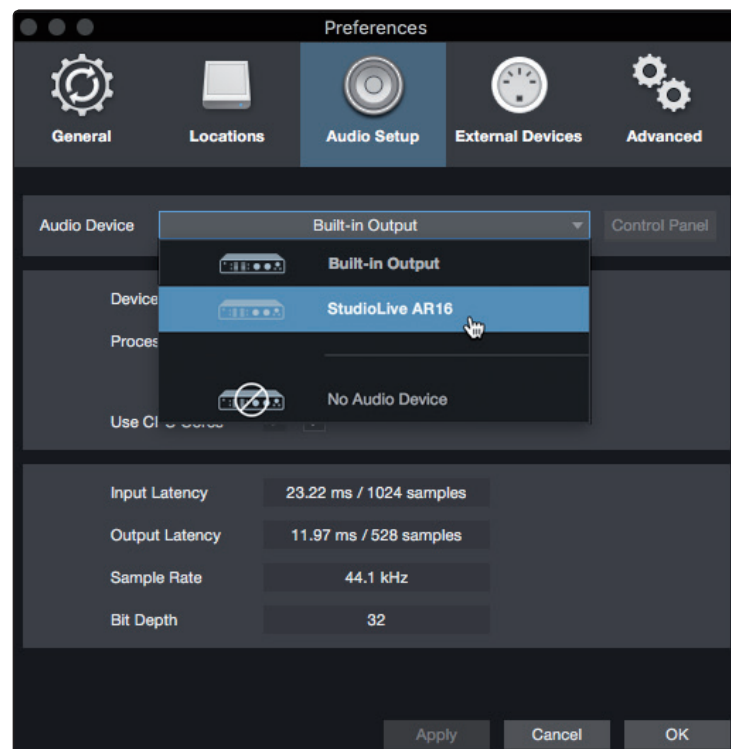 Preferences
General Locations Audio Setup External Devices Advanced
Audio Device Built-in Output Control Panel
Built-in Output
Device
StudioLive AR16
Proces
No Audio Device
Use
Input Latency 23.22 ms / 1024 samples
Output Latency 11.97 ms / 528 samples
Sample Rate 44.1 kHz
Bit Depth 32
Apply Cancel OK